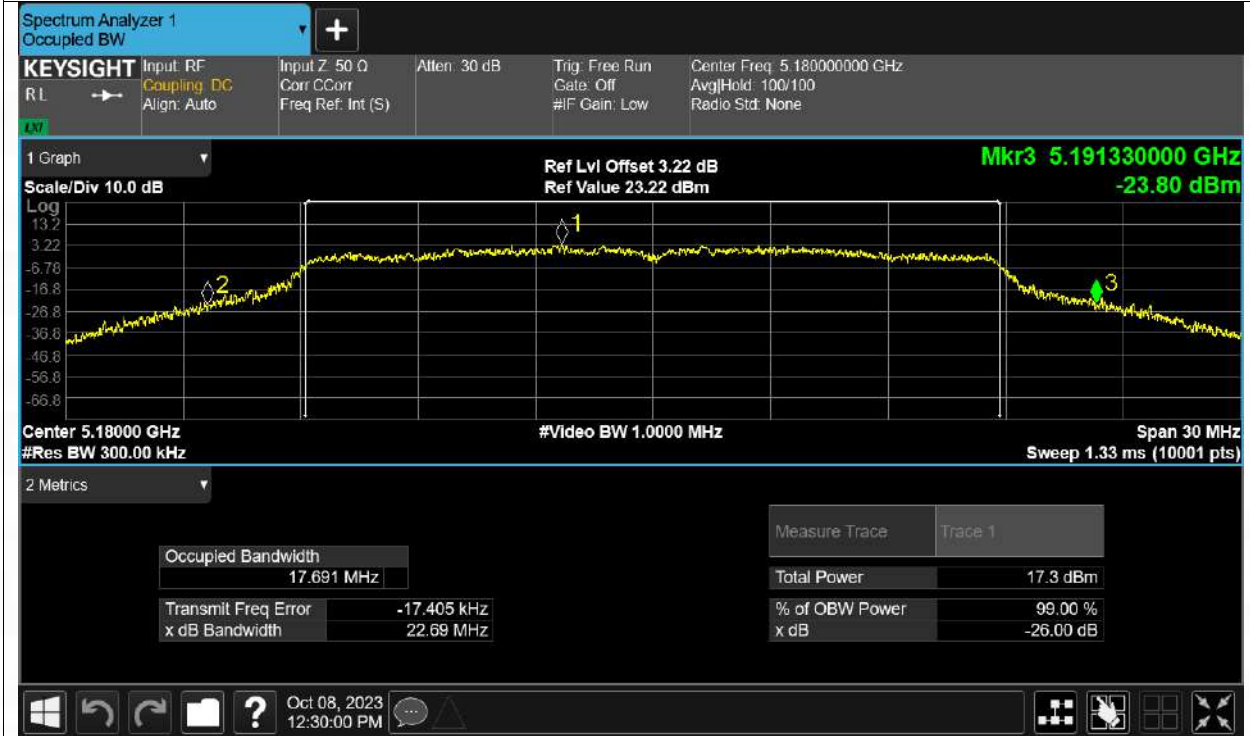 Spectrum Analyzer 1
Occupied BW
+
KEYSIGHT Input: RF Input Z: 50 Ω Atten: 30 dB Trig: Free Run Center Freq: 5.180000000 GHz
RL Coupling: DC Corr CCorr Gate: Off Avg|Hold: 100/100
Align: Auto Freq Ref: Int (S) #IF Gain: Low Radio Std: None
LXI
1 Graph Ref Lvl Offset 3.22 dB Mkr3 5.191330000 GHz
Scale/Div 10.0 dB Ref Value 23.22 dBm -23.80 dBm
Log
13.2
3.22
-6.78
-16.8
-26.8
-36.8
-46.8
-56.8
-66.8
1
2
3
Center 5.18000 GHz #Video BW 1.0000 MHz Span 30 MHz
#Res BW 300.00 kHz Sweep 1.33 ms (10001 pts)
2 Metrics
Measure Trace Trace 1
Occupied Bandwidth
17.691 MHz Total Power 17.3 dBm
Transmit Freq Error -17.405 kHz % of OBW Power 99.00 %
x dB Bandwidth 22.69 MHz x dB -26.00 dB
? Oct 08, 2023
12:30:00 PM